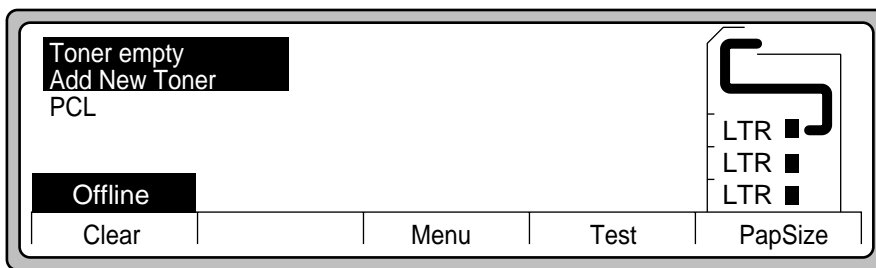 Toner empty
Add New Toner
PCL
LTR
LTR
LTR
Offline
Clear
Menu
Test
PapSize